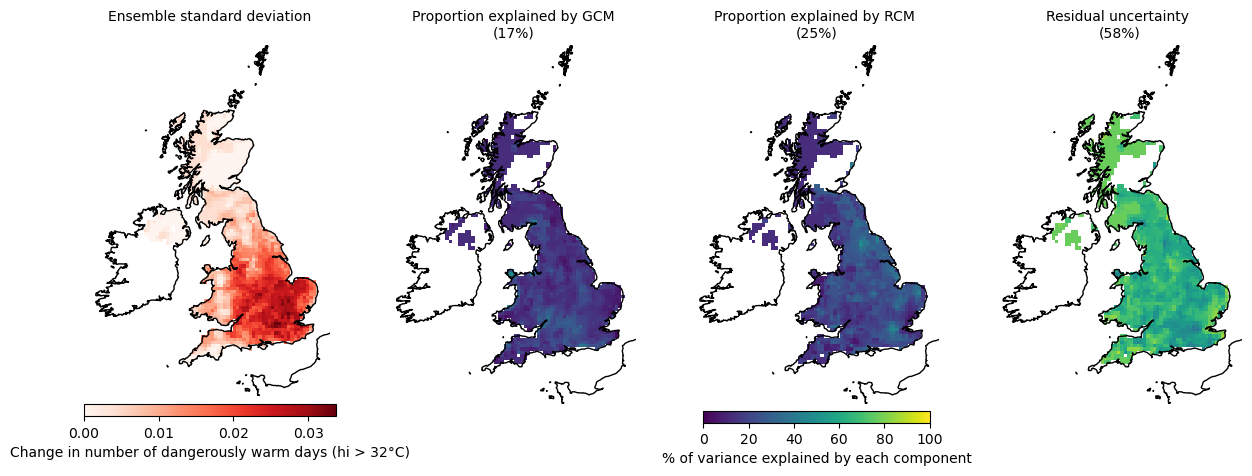 Ensemble standard deviation
Proportion explained by GCM
(17%)
Proportion explained by RCM
(25%)
Residual uncertainty
(58%)
0.00 0.01 0.02 0.03
Change in number of dangerously warm days (hi > 32°C)
0 20 40 60 80 100
% of variance explained by each component